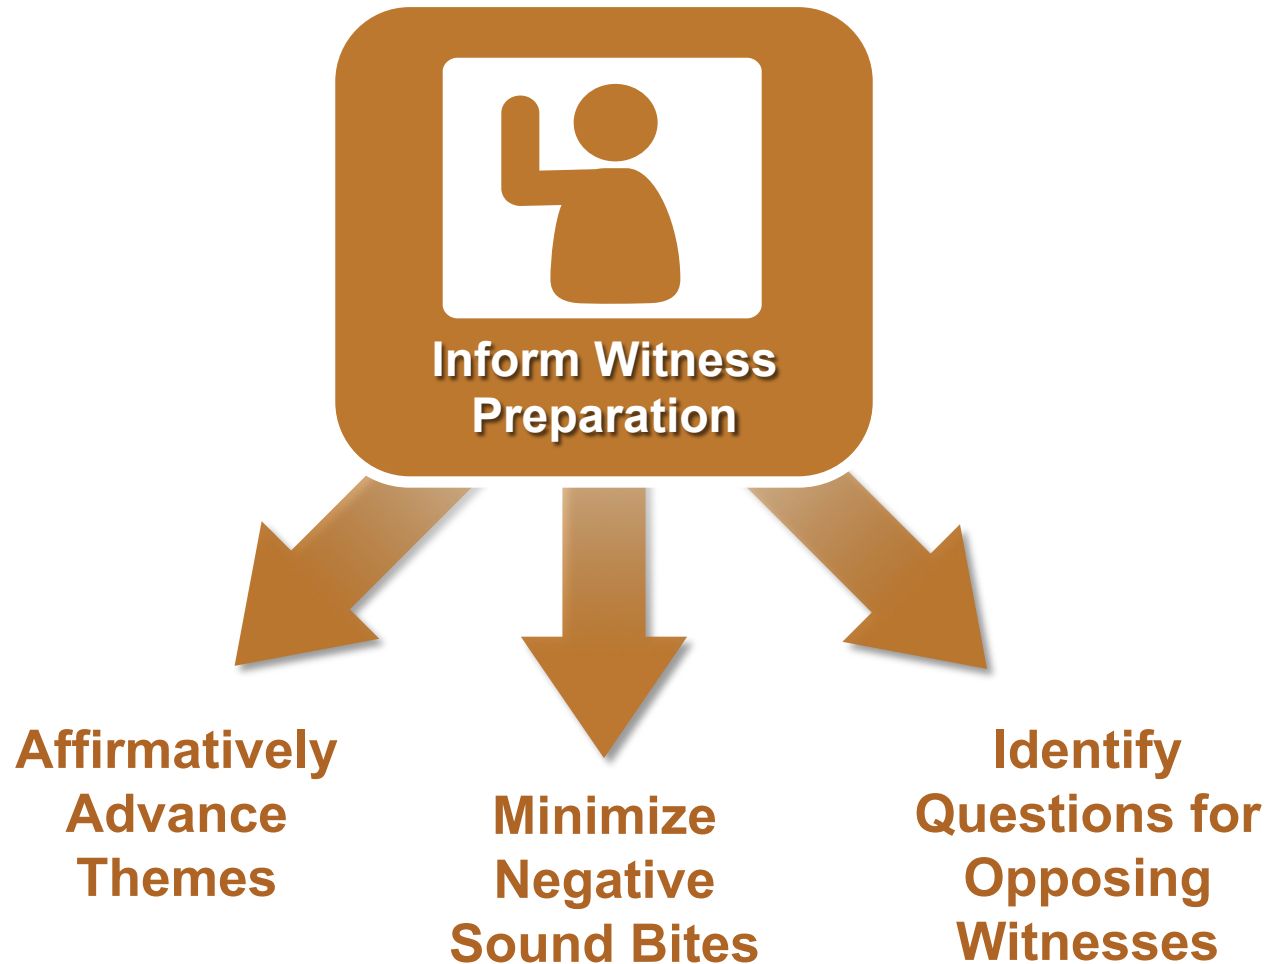 Inform Witness
Preparation
Affirmatively
Advance
Themes
Minimize
Negative
Sound Bites
Identify
Questions for
Opposing
Witnesses